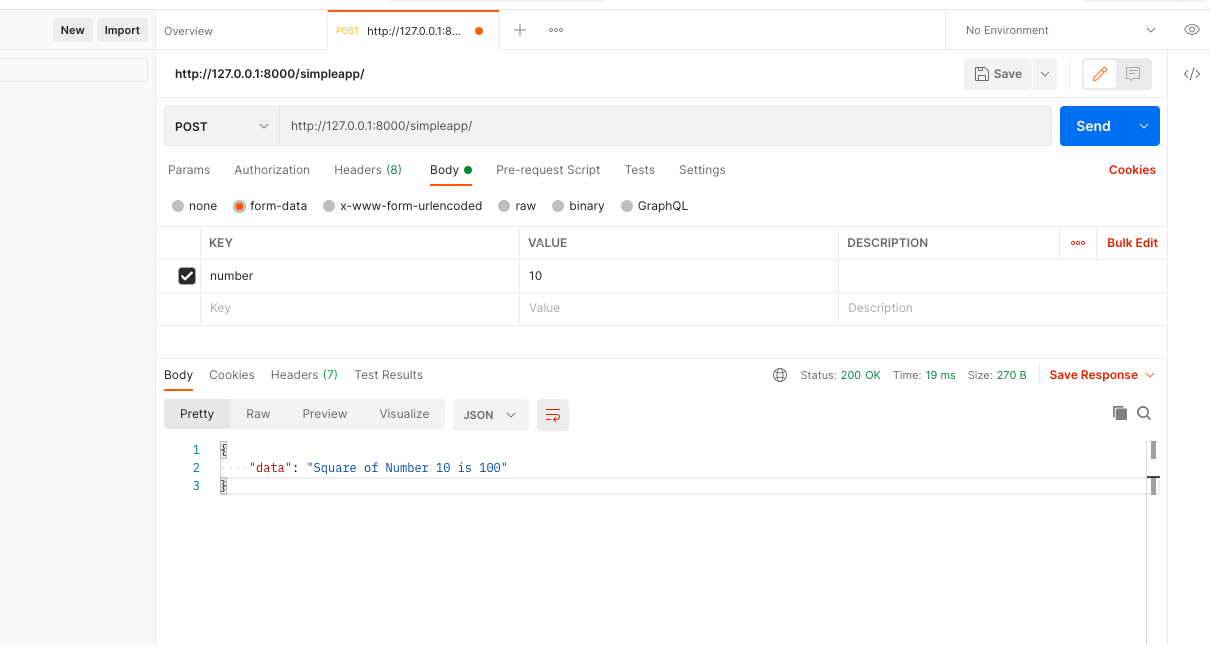 New Import Overview POST http://127.0.0.1:8... No Environment
http://127.0.0.1:8000/simpleapp/ Save
POST http://127.0.0.1:8000/simpleapp/ Send
Params Authorization Headers (8) Body Pre-request Script Tests Settings Cookies
none form-data x-www-form-urlencoded raw binary GraphQL
KEY VALUE DESCRIPTION Bulk Edit
number 10
Key Value Description
Body Cookies Headers (7) Test Results Status: 200 OK Time: 19 ms Size: 270 B Save Response
Pretty Raw Preview Visualize JSON
1 {
2 "data": "Square of Number 10 is 100"
3 }